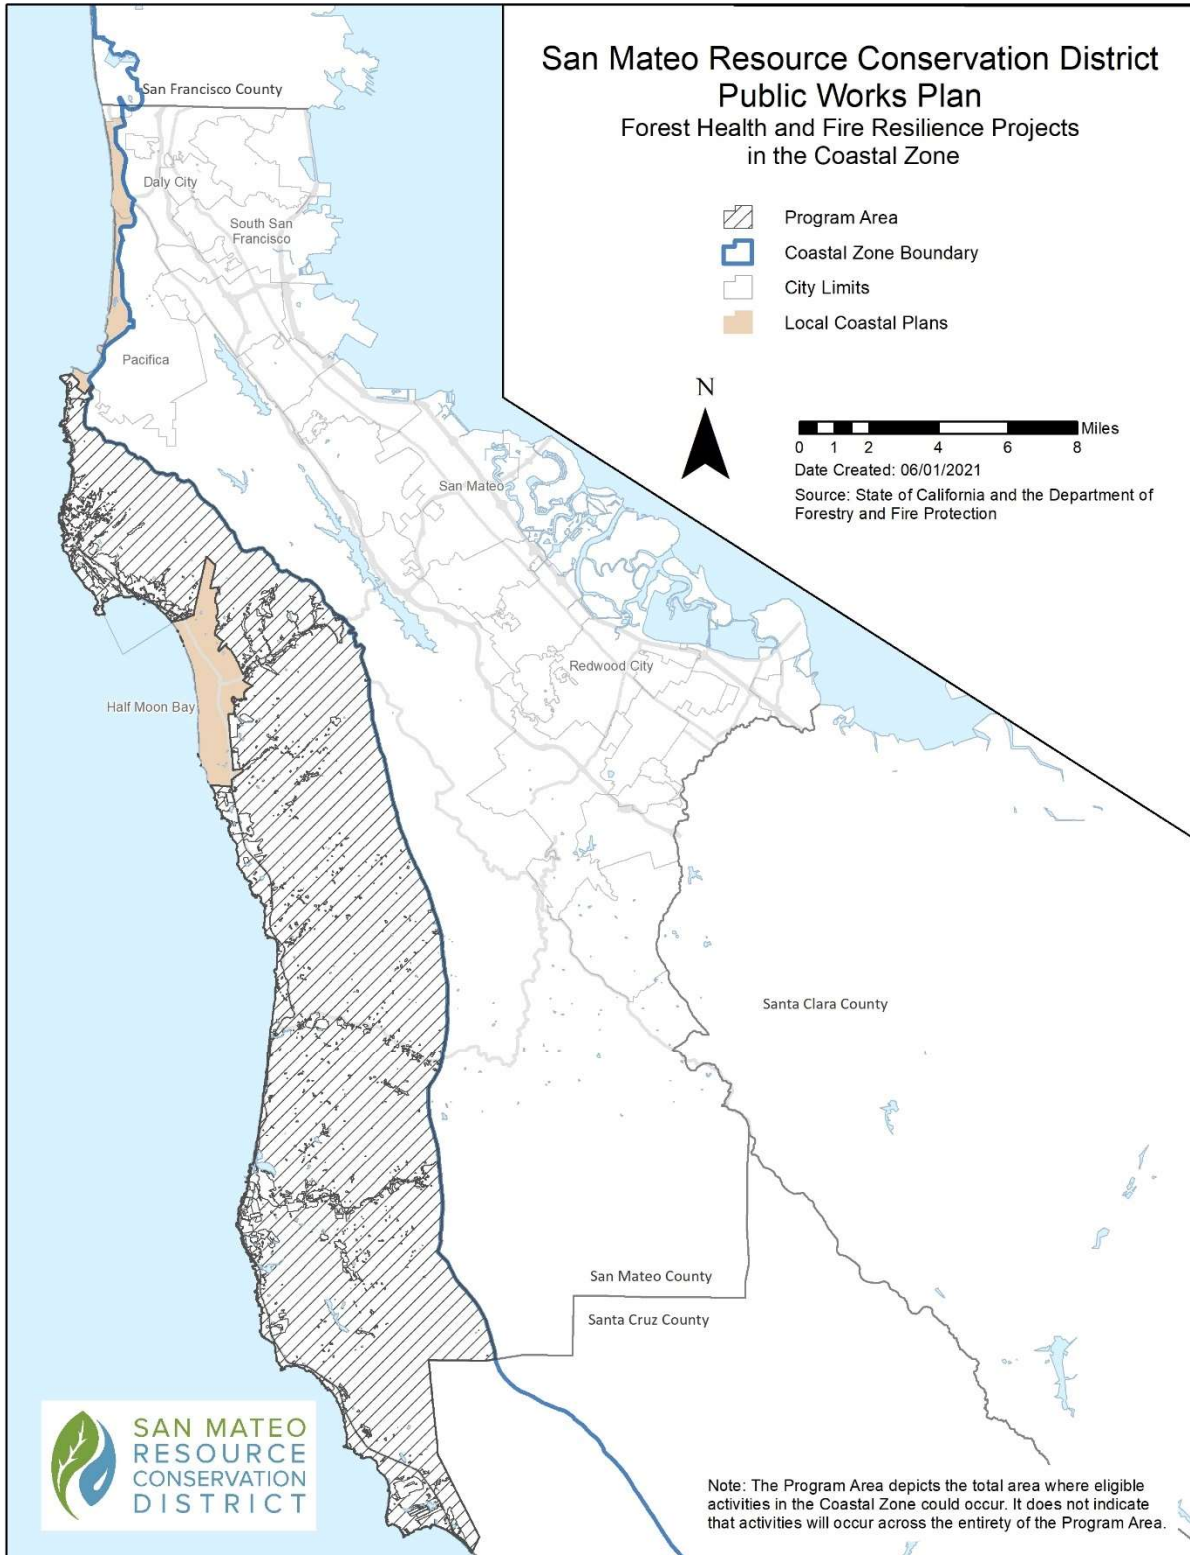 San Mateo Resource Conservation District
Public Works Plan
Forest Health and Fire Resilience Projects
in the Coastal Zone
Program Area
Coastal Zone Boundary
City Limits
Local Coastal Plans
N
Miles
0 1 2 4 6 8
Date Created: 06/01/2021
Source: State of California and the Department of
Forestry and Fire Protection
San Francisco County
Daly City
South San
Francisco
Pacifica
San Mateo
Redwood City
Half Moon Bay
Santa Clara County
San Mateo County
Santa Cruz County
SAN MATEO
RESOURCE
CONSERVATION
DISTRICT
Note: The Program Area depicts the total area where eligible
activities in the Coastal Zone could occur. It does not indicate
that activities will occur across the entirety of the Program Area.